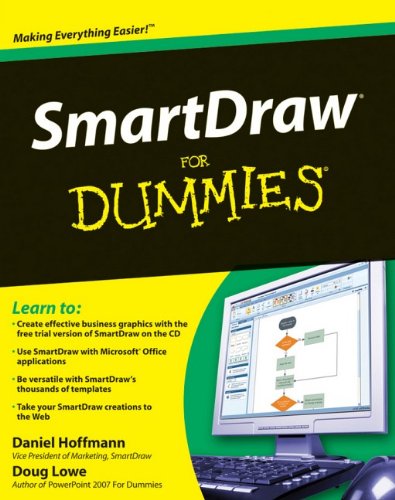 Making Everything Easier!™
SmartDraw®
FOR
DUMMIES®
Learn to:
• Create effective business graphics with the
free trial version of SmartDraw on the CD
• Use SmartDraw with Microsoft® Office
applications
• Be versatile with SmartDraw's
thousands of templates
• Take your SmartDraw creations to
the Web
Daniel Hoffmann
Vice President of Marketing, SmartDraw
Doug Lowe
Author of PowerPoint 2007 For Dummies